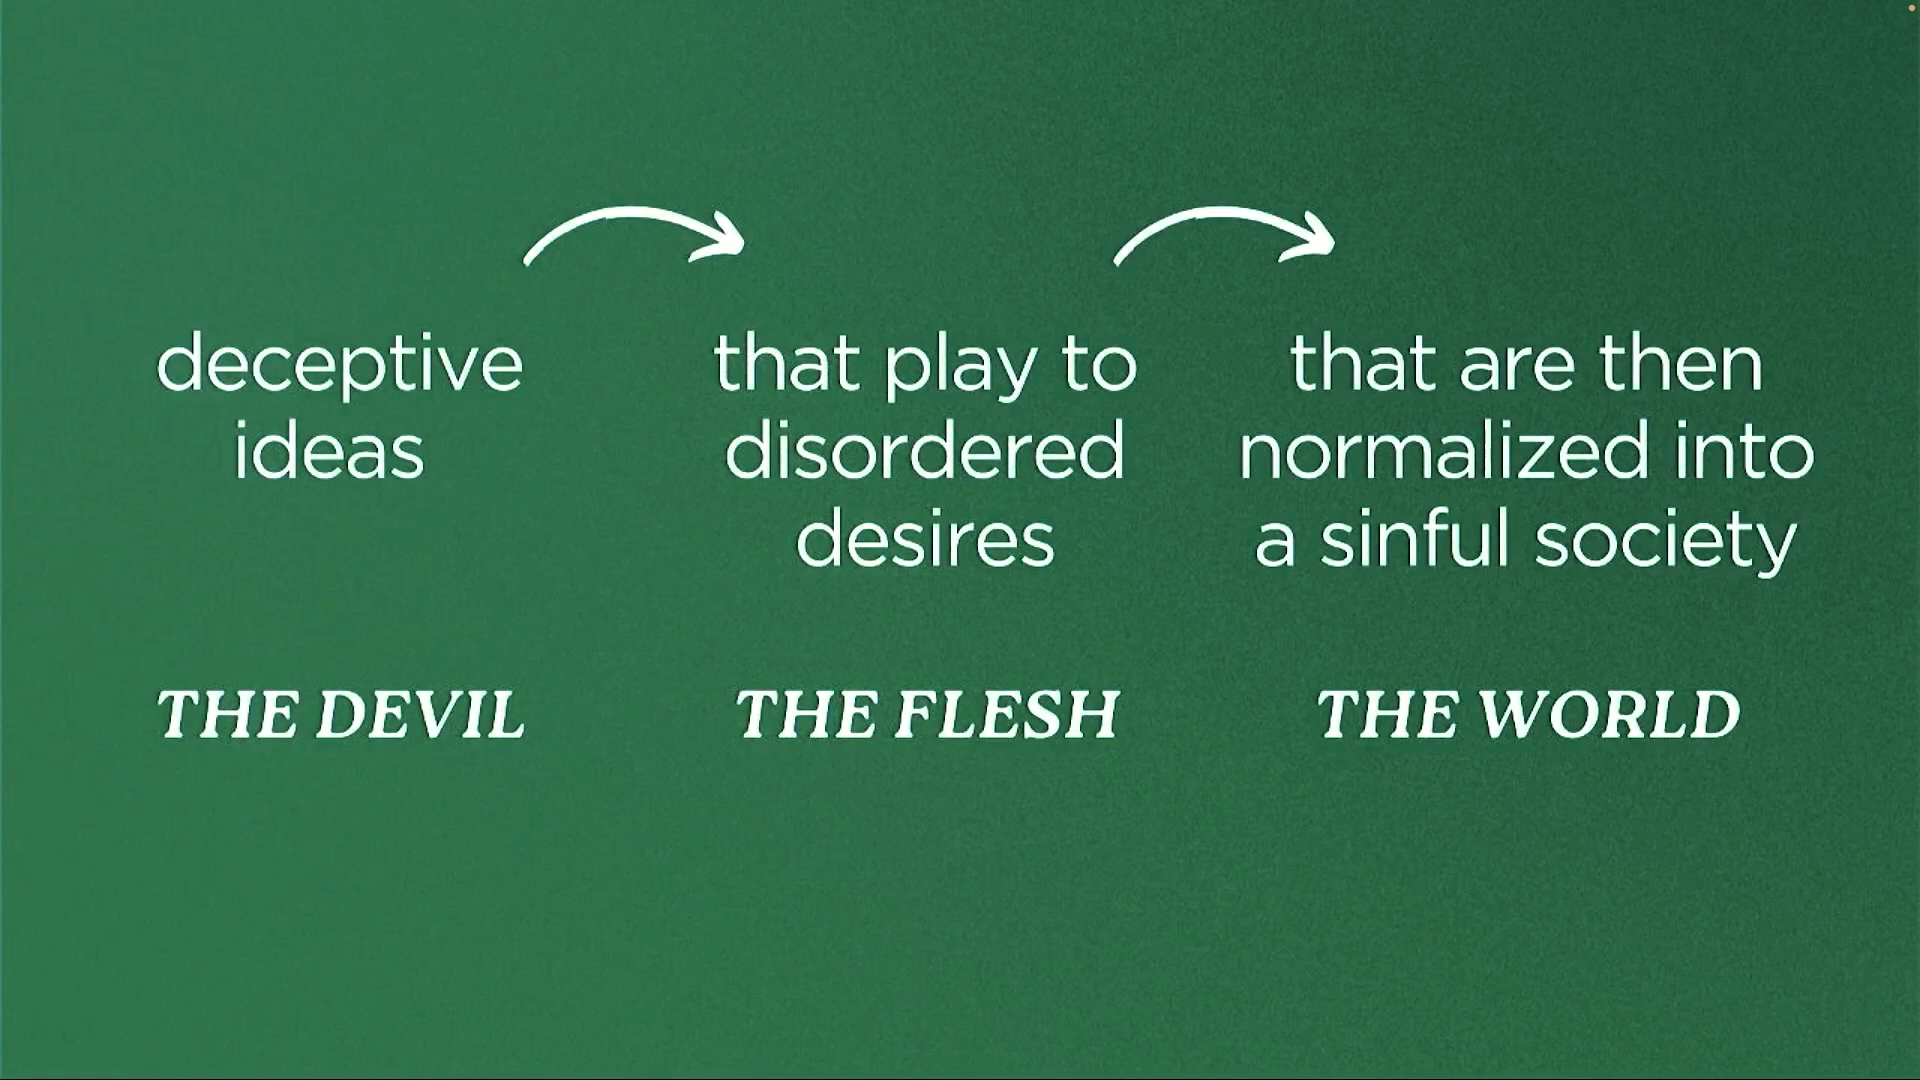 deceptive
ideas
that play to
disordered
desires
that are then
normalized into
a sinful society
THE DEVIL
THE FLESH
THE WORLD